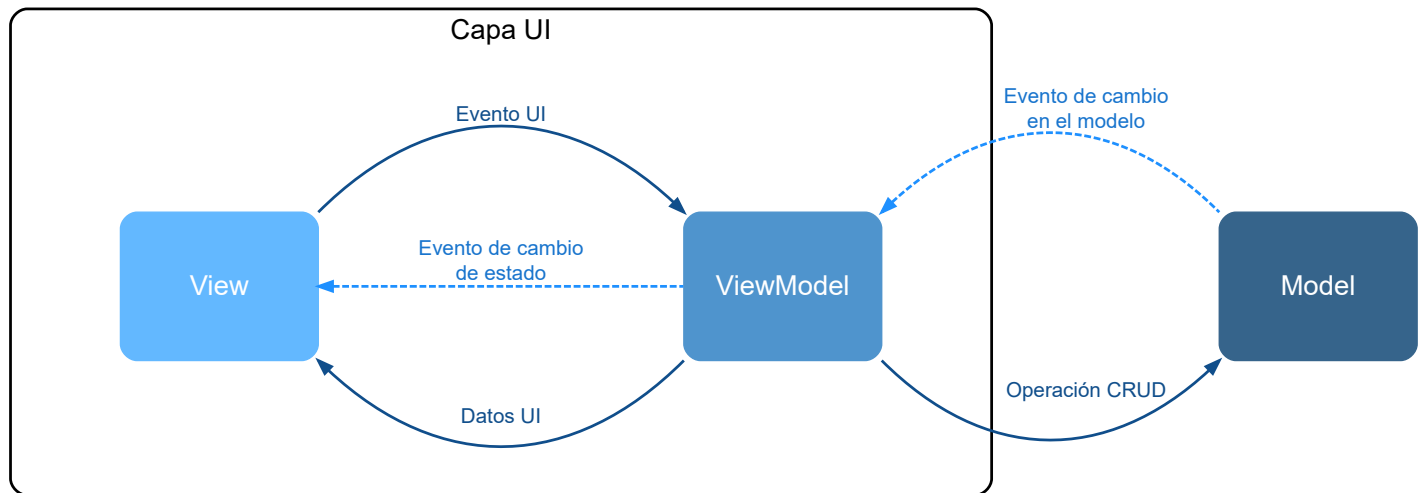 Capa UI
Evento UI
Evento de cambio
en el modelo
Evento de cambio
de estado
View
ViewModel
Model
Datos UI
Operación CRUD